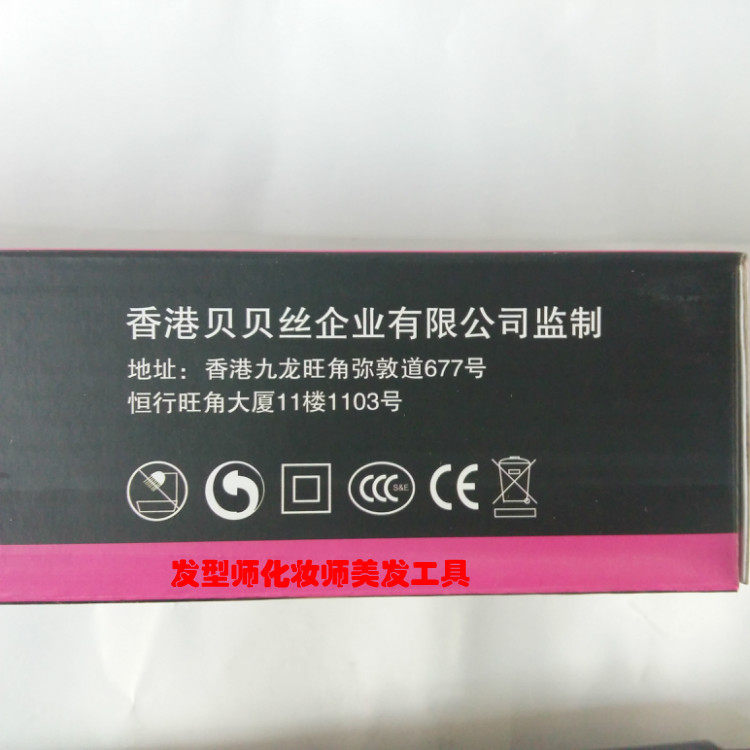 香港贝贝丝企业有限公司监制
地址：香港九龙旺角弥敦道677号
恒行旺角大厦11楼1103号
CCC S&E CE
发型师化妆师美发工具